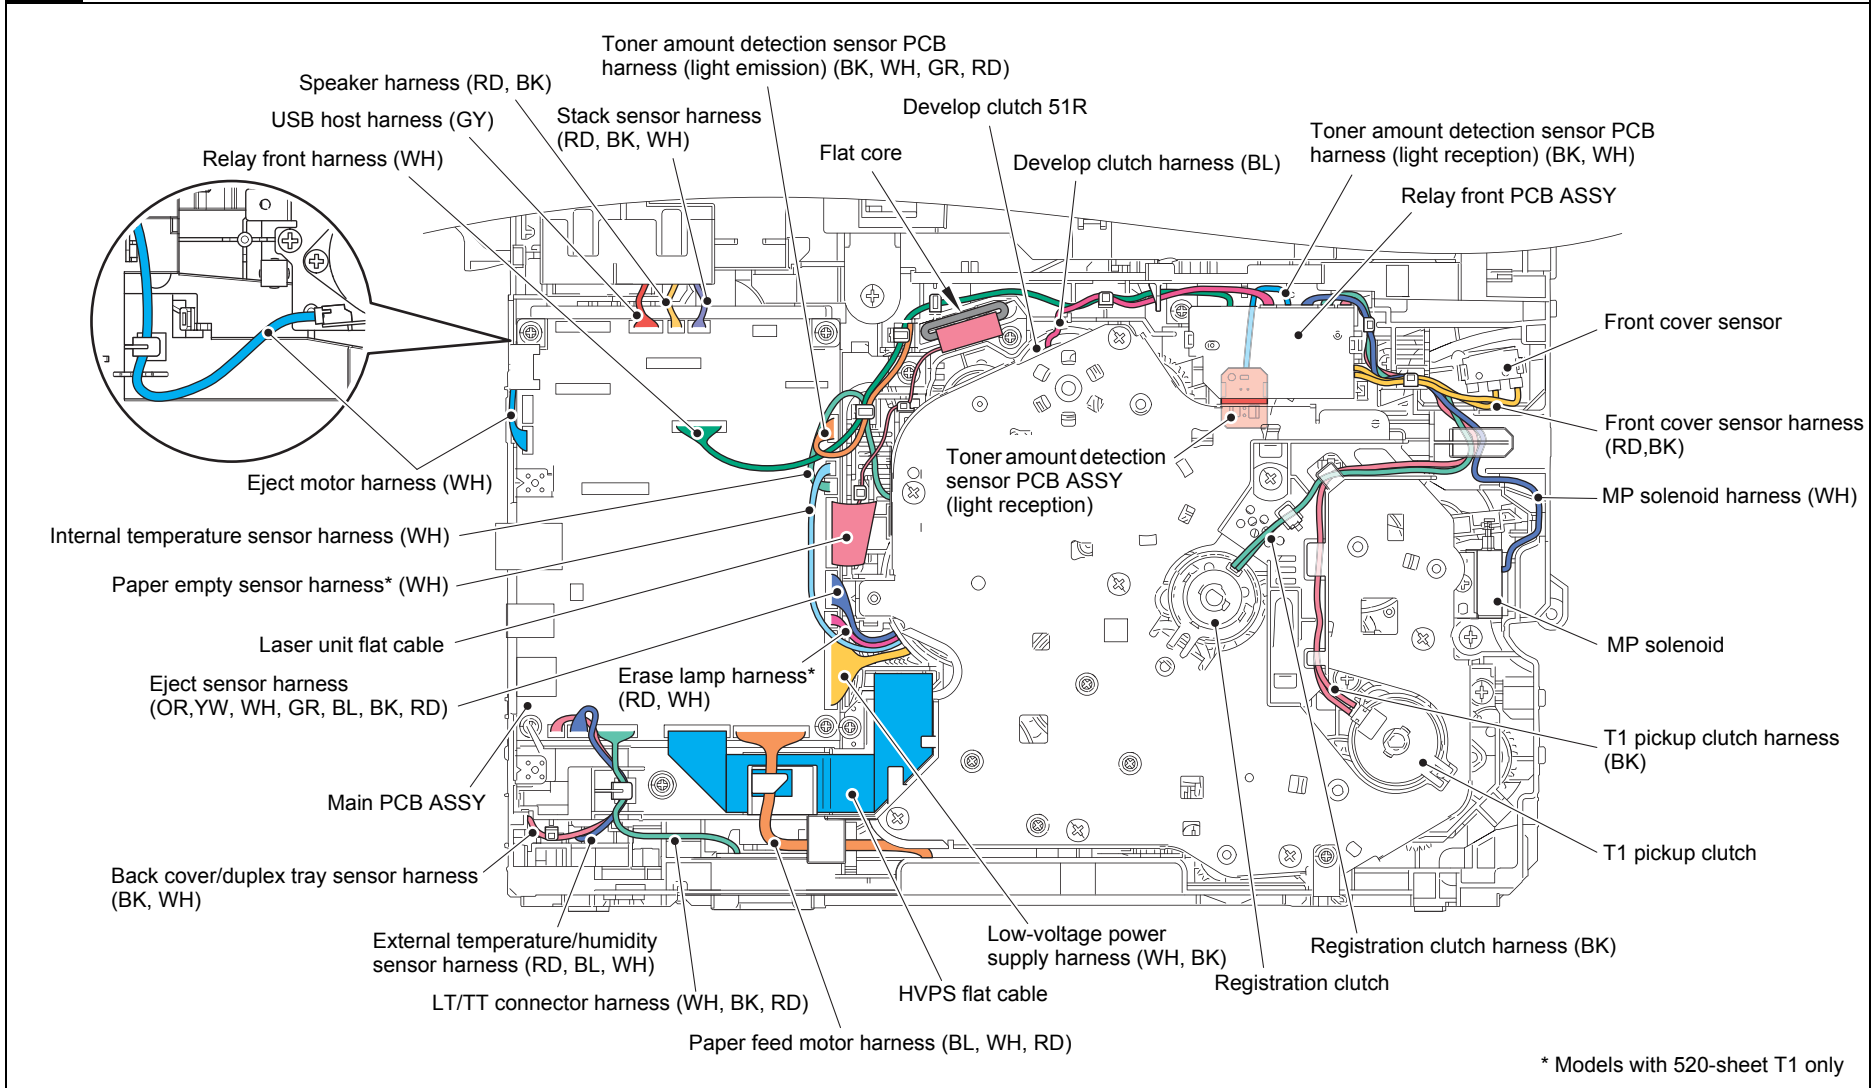 Toner amount detection sensor PCB
harness (light emission) (BK, WH, GR, RD)
Speaker harness (RD, BK)
USB host harness (GY)
Stack sensor harness
(RD, BK, WH)
Relay front harness (WH)
Flat core
Develop clutch 51R
Develop clutch harness (BL)
Toner amount detection sensor PCB
harness (light reception) (BK, WH)
Relay front PCB ASSY
Front cover sensor
Front cover sensor harness
(RD,BK)
Toner amount detection
sensor PCB ASSY
(light reception)
Eject motor harness (WH)
MP solenoid harness (WH)
Internal temperature sensor harness (WH)
Paper empty sensor harness* (WH)
Laser unit flat cable
MP solenoid
Erase lamp harness*
(RD, WH)
Eject sensor harness
(OR,YW, WH, GR, BL, BK, RD)
T1 pickup clutch harness
(BK)
Main PCB ASSY
T1 pickup clutch
Back cover/duplex tray sensor harness
(BK, WH)
External temperature/humidity
sensor harness (RD, BL, WH)
Low-voltage power
supply harness (WH, BK)
Registration clutch harness (BK)
Registration clutch
LT/TT connector harness (WH, BK, RD)
HVPS flat cable
Paper feed motor harness (BL, WH, RD)
* Models with 520-sheet T1 only